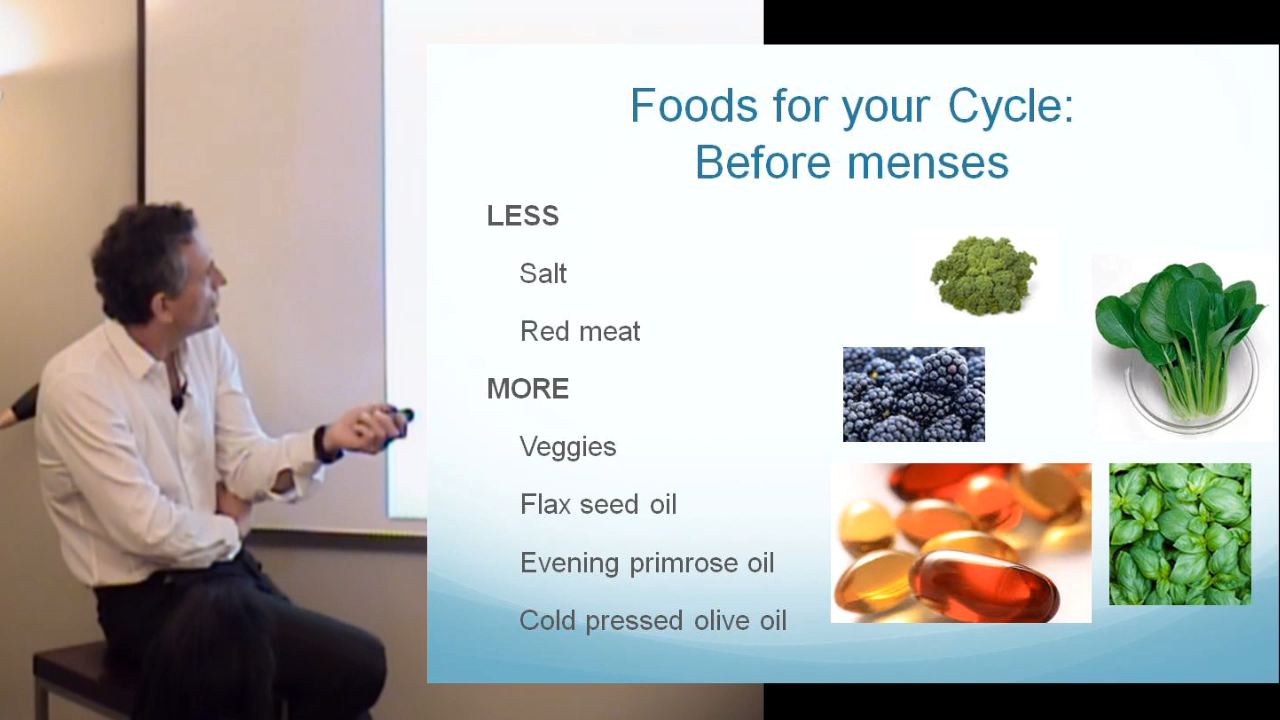 Foods for your Cycle:
Before menses
LESS
Salt
Red meat
MORE
Veggies
Flax seed oil
Evening primrose oil
Cold pressed olive oil